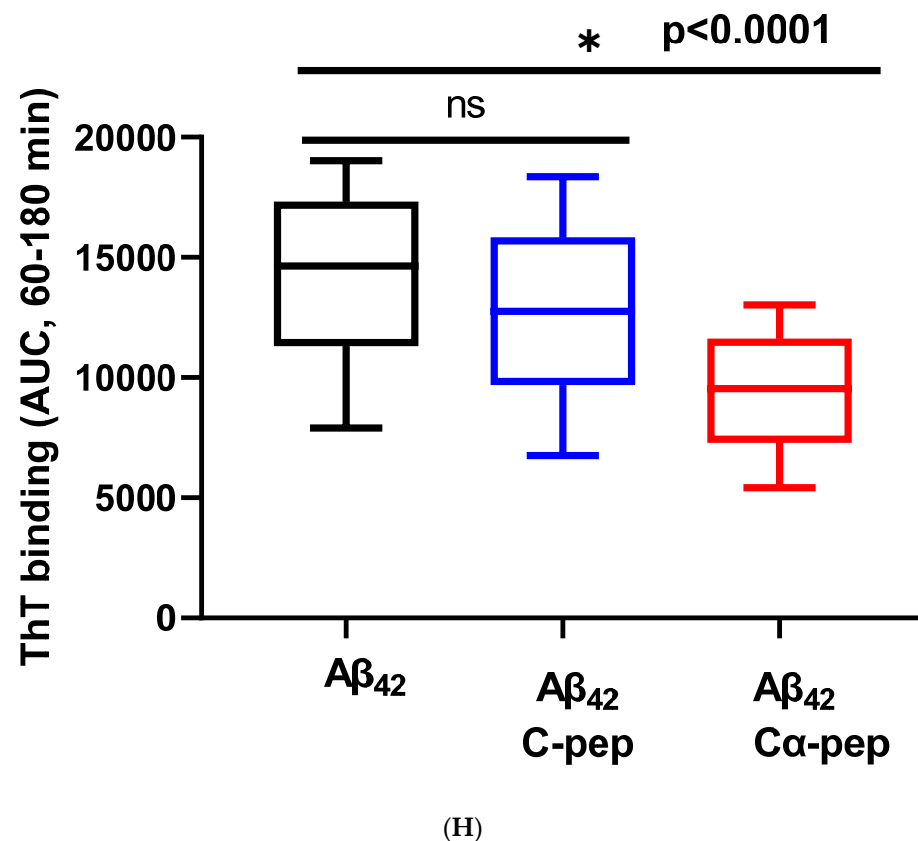 * p<0.0001
ns
ThT binding (AUC, 60-180 min)
20000
15000
10000
5000
0
Aβ42
Aβ42
C-pep
Aβ42
Cα-pep
(H)